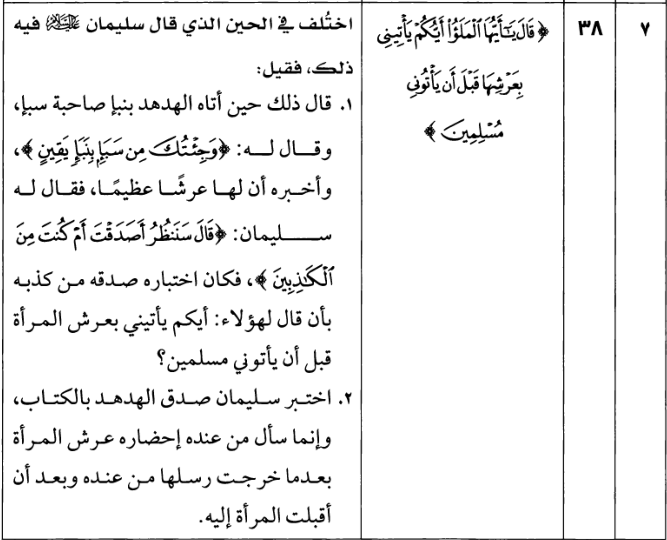 ٧
٣٨
﴿ قَالَ يَـٰٓأَيُّهَا ٱلْمَلَؤُا۟ أَيُّكُمْ يَأْتِينِى
بِعَرْشِهَا قَبْلَ أَن يَأْتُونِى
مُسْلِمِينَ ﴾
اختُلف في الحين الذي قال سليمان ﵇ فيه
ذلك، فقيل:
١. قال ذلك حين أتاه الهدهد بنبإ صاحبة سبإ،
وقال له: ﴿وَجِئْتُكَ مِن سَبَإٍ بِنَبَإٍ يَقِينٍ﴾،
وأخبره أن لها عرشًا عظيمًا، فقال له
سليمان: ﴿قَالَ سَنَنظُرُ أَصَدَقْتَ أَمْ كُنتَ مِنَ
ٱلْكَـٰذِبِينَ﴾، فكان اختباره صدقه من كذبه
بأن قال لهؤلاء: أيكم يأتيني بعرش المرأة
قبل أن يأتوني مسلمين؟
٢. اختبر سليمان صدق الهدهد بالكتاب،
وإنما سأل من عنده إحضاره عرش المرأة
بعدما خرجت رسلها من عنده وبعد أن
أقبلت المرأة إليه.